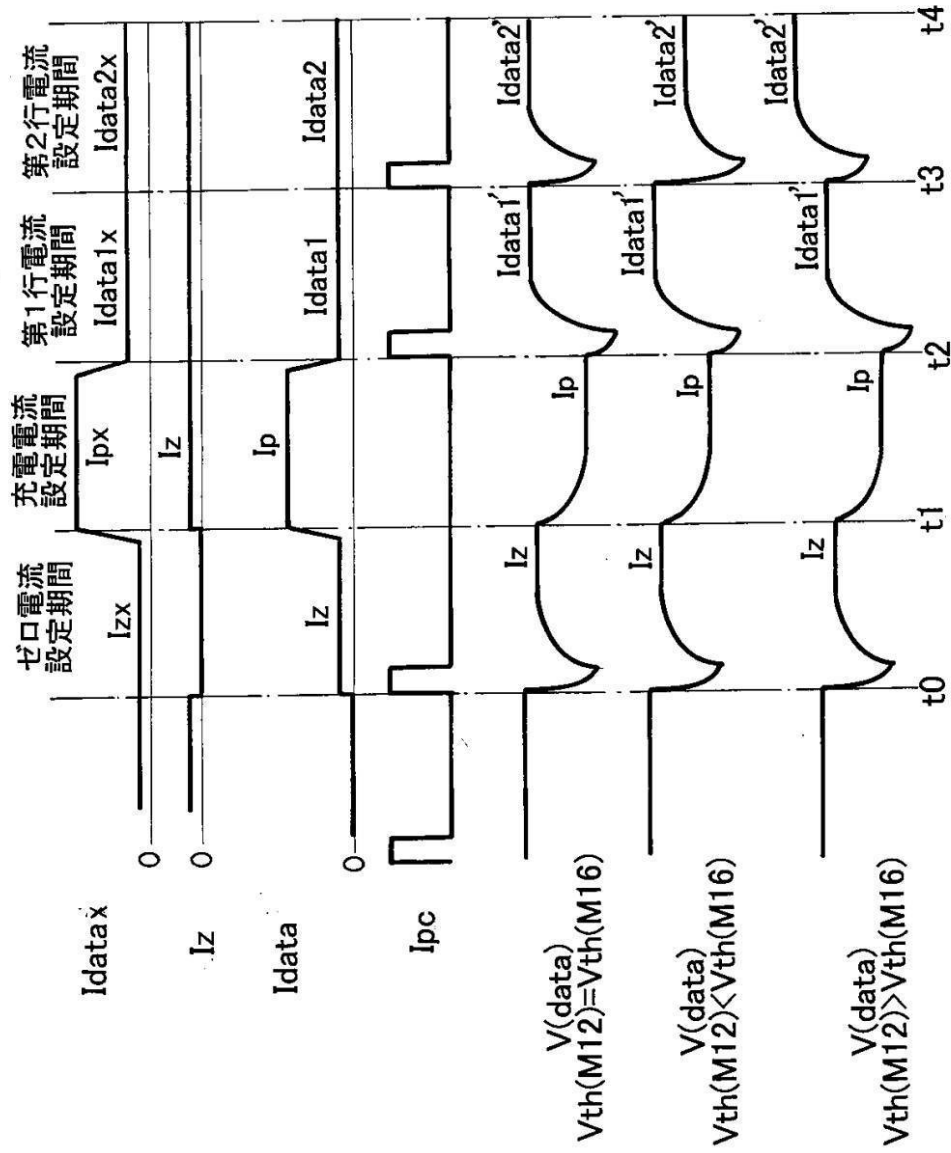 ゼロ電流
設定期間
充電電流
設定期間
第1行電流
設定期間
第2行電流
設定期間
Idatax
0
Izx
Ipx
Idata1x
Idata2x
Iz
0
Iz
Idata
0
Iz
Ip
Idata1
Idata2
Ipc
V(data)
Vth(M12)=Vth(M16)
Iz
Ip
Idata1'
Idata2'
V(data)
Vth(M12)<Vth(M16)
Iz
Ip
Idata1'
Idata2'
V(data)
Vth(M12)>Vth(M16)
Iz
Ip
Idata1'
Idata2'
t0
t1
t2
t3
t4